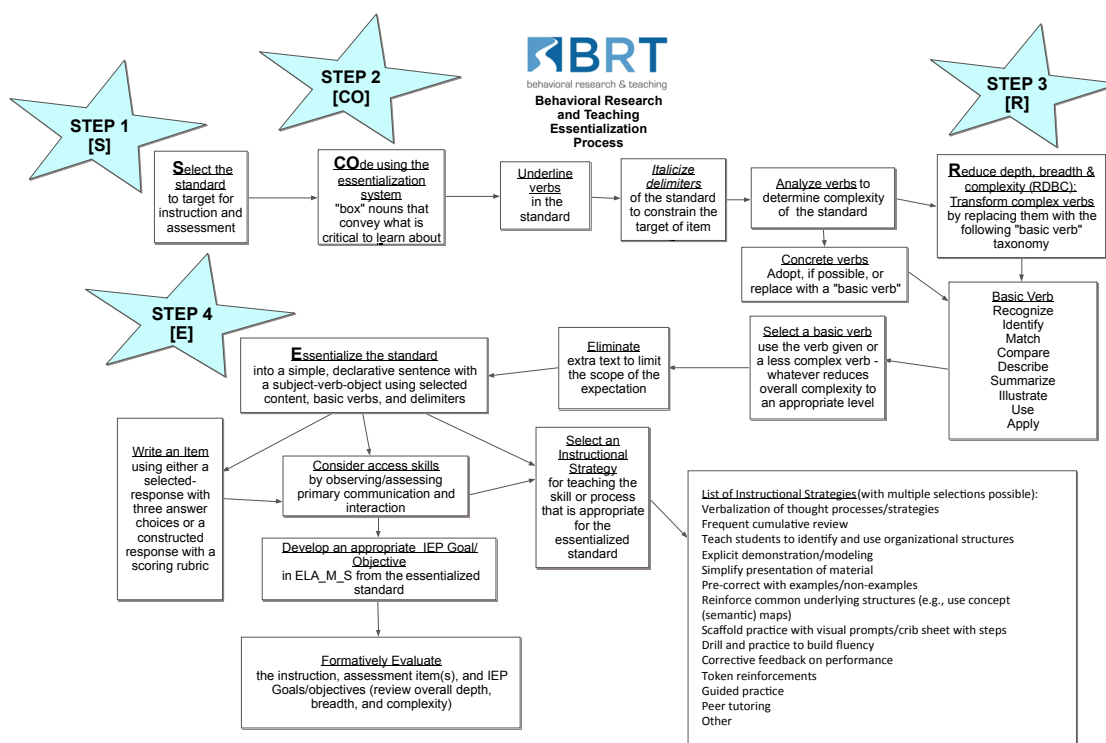 STEP 1
[S]
STEP 2
[CO]
BRT
behavioral research & teaching
Behavioral Research
and Teaching
Essentialization
Process
STEP 3
[R]
Select the
standard
to target for
instruction and
assessment
COde using the
essentialization
system
"box" nouns that
convey what is
critical to learn about
Underline
verbs
in the standard
Italicize
delimiters
of the standard
to constrain the
target of item
Analyze verbs to
determine complexity
of the standard
Reduce depth, breadth &
complexity (RDBC):
Transform complex verbs
by replacing them with the
following "basic verb"
taxonomy
Concrete verbs
Adopt, if possible, or
replace with a "basic verb"
STEP 4
[E]
Essentialize the standard
into a simple, declarative sentence with
a subject-verb-object using selected
content, basic verbs, and delimiters
Eliminate
extra text to limit
the scope of the
expectation
Select a basic verb
use the verb given or
a less complex verb -
whatever reduces
overall complexity to
an appropriate level
Basic Verb
Recognize
Identify
Match
Compare
Describe
Summarize
Illustrate
Use
Apply
Write an Item
using either a
selected-
response with
three answer
choices or a
constructed
response with a
scoring rubric
Consider access skills
by observing/assessing
primary communication and
interaction
Select an
Instructional
Strategy
for teaching the
skill or process
that is appropriate
for the
essentialized
standard
Develop an appropriate IEP Goal/
Objective
in ELA_M_S from the essentialized
standard
Formatively Evaluate
the instruction, assessment item(s), and IEP
Goals/objectives (review overall depth,
breadth, and complexity)
List of Instructional Strategies (with multiple selections possible):
Verbalization of thought processes/strategies
Frequent cumulative review
Teach students to identify and use organizational structures
Explicit demonstration/modeling
Simplify presentation of material
Pre-correct with examples/non-examples
Reinforce common underlying structures (e.g., use concept
(semantic) maps)
Scaffold practice with visual prompts/crib sheet with steps
Drill and practice to build fluency
Corrective feedback on performance
Token reinforcements
Guided practice
Peer tutoring
Other